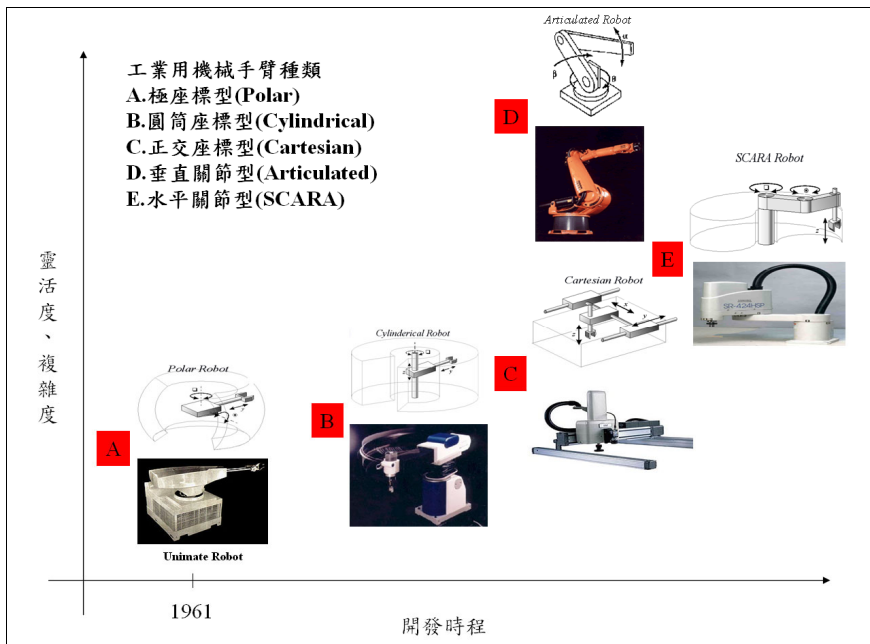 工業用機械手臂種類
A.極座標型(Polar)
B.圓筒座標型(Cylindrical)
C.正交座標型(Cartesian)
D.垂直關節型(Articulated)
E.水平關節型(SCARA)
Articulated Robot
α
β
θ
D
SCARA Robot
z
E
SR-424HSP
Cartesian Robot
x
y
z
C
Cylinderical Robot
z
r
B
Polar Robot
r
A
Unimate Robot
靈活度、複雜度
1961
開發時程